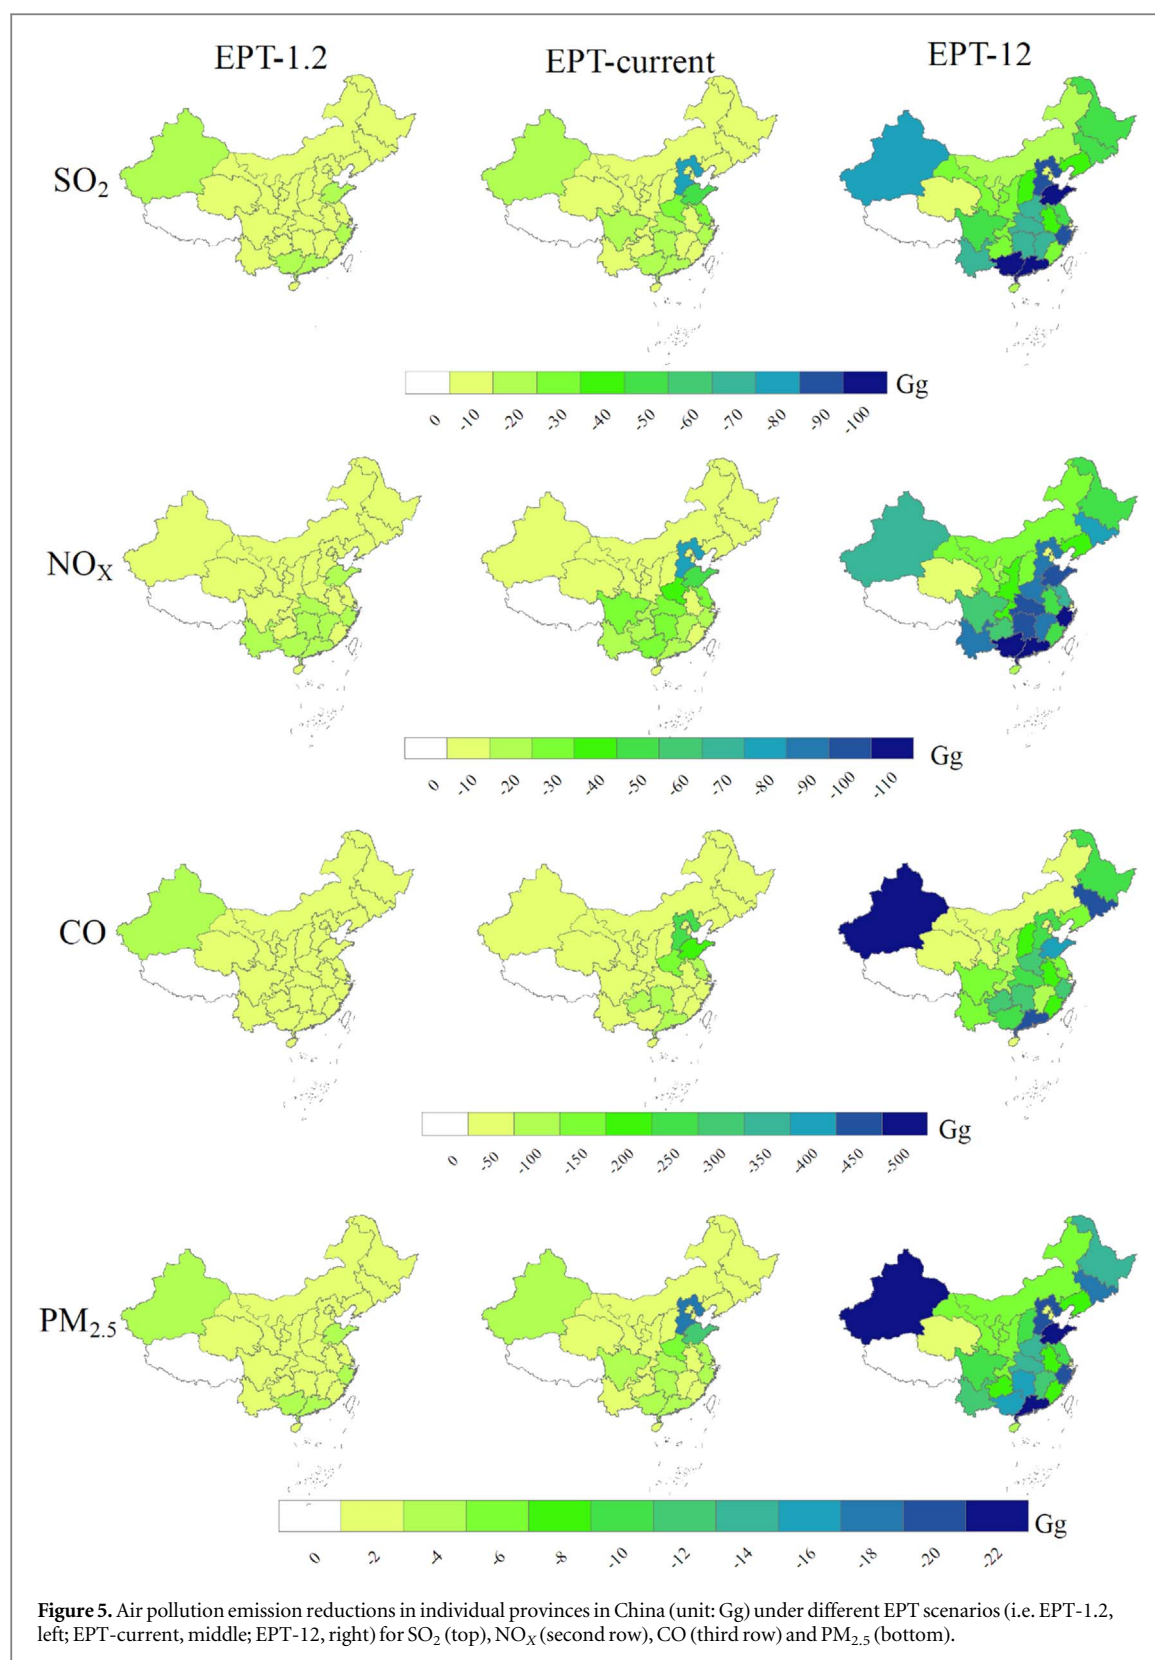 EPT-1.2 EPT-current EPT-12
SO2
0 -10 -20 -30 -40 -50 -60 -70 -80 -90 -100 Gg
NOX
0 -10 -20 -30 -40 -50 -60 -70 -80 -90 -100 -110 Gg
CO
0 -50 -100 -150 -200 -250 -300 -350 -400 -450 -500 Gg
PM2.5
0 -2 -4 -6 -8 -10 -12 -14 -16 -18 -20 -22 Gg
Figure 5. Air pollution emission reductions in individual provinces in China (unit: Gg) under different EPT scenarios (i.e. EPT-1.2,
left; EPT-current, middle; EPT-12, right) for SO2 (top), NOX (second row), CO (third row) and PM2.5 (bottom).